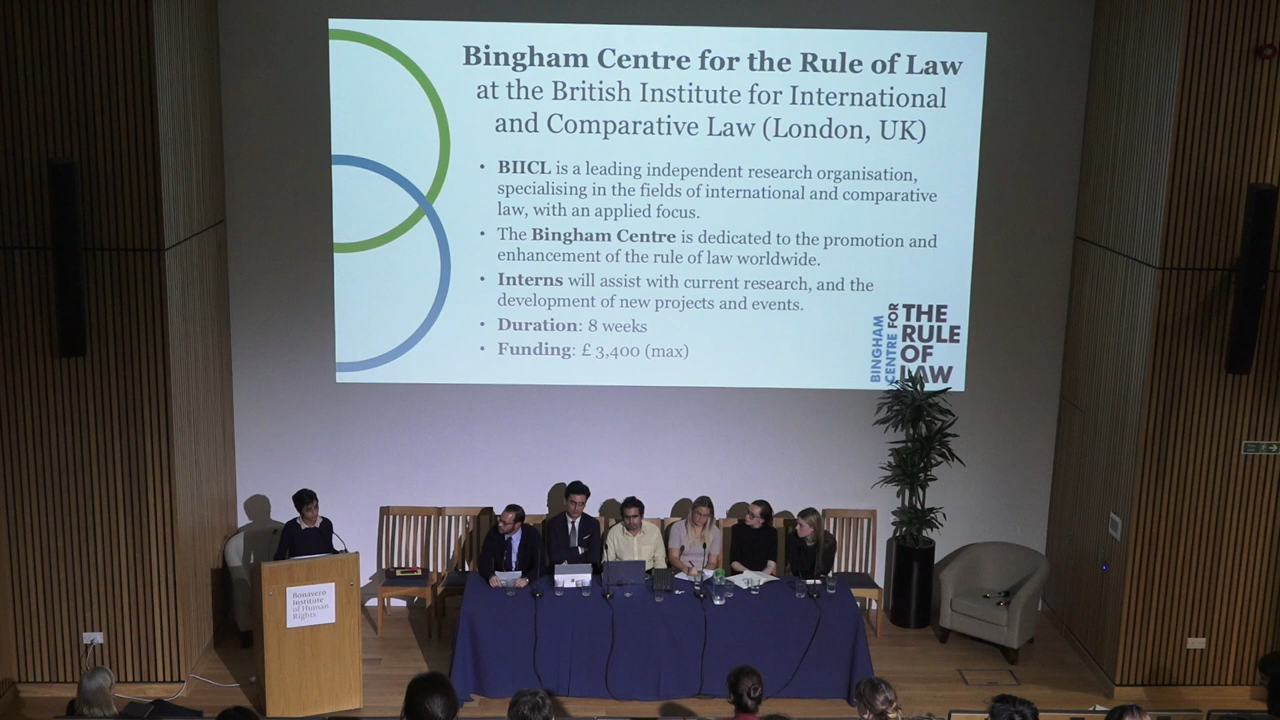 Bingham Centre for the Rule of Law
at the British Institute for International
and Comparative Law (London, UK)
• BIICL is a leading independent research organisation,
specialising in the fields of international and comparative
law, with an applied focus.
• The Bingham Centre is dedicated to the promotion and
enhancement of the rule of law worldwide.
• Interns will assist with current research, and the
development of new projects and events.
• Duration: 8 weeks
• Funding: £ 3,400 (max)
BINGHAM
CENTRE FOR
THE
RULE
OF
LAW
Bonavero
Institute
of Human
Rights